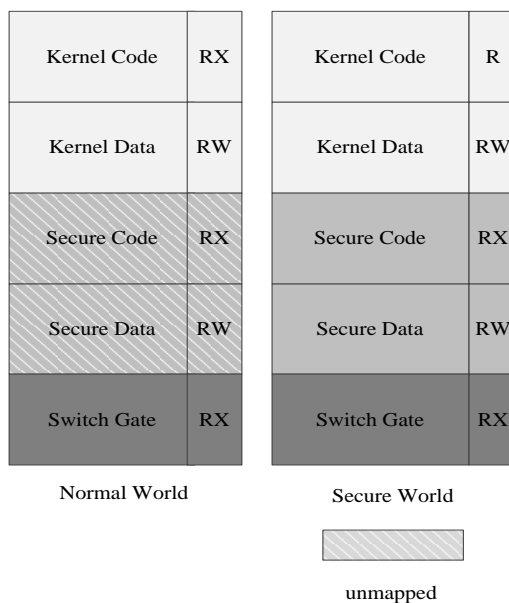 Kernel Code RX
Kernel Data RW
Secure Code RX
Secure Data RW
Switch Gate RX
Normal World
Kernel Code R
Kernel Data RW
Secure Code RX
Secure Data RW
Switch Gate RX
Secure World
unmapped